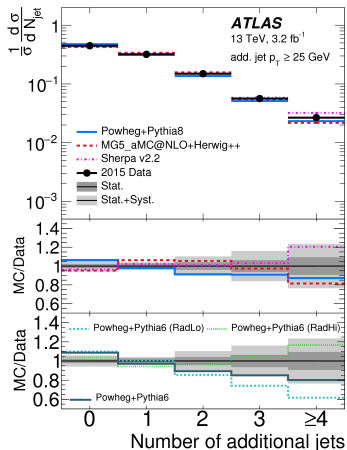 1/σ dσ/dN_jet
ATLAS
13 TeV, 3.2 fb⁻¹
add. jet p_T ≥ 25 GeV
1
10⁻¹
10⁻²
10⁻³
Powheg+Pythia8
MG5_aMC@NLO+Herwig++
Sherpa v2.2
2015 Data
Stat.
Stat.+Syst.
MC/Data
1.4
1.2
1
0.8
0.6
MC/Data
1.4
1.2
1
0.8
0.6
Powheg+Pythia6 (RadLo)
Powheg+Pythia6 (RadHi)
Powheg+Pythia6
0 1 2 3 ≥4
Number of additional jets